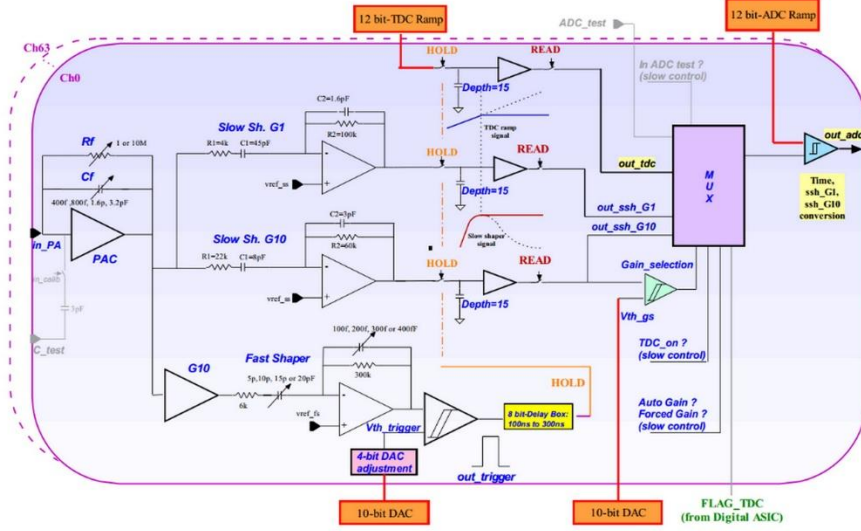 12 bit-TDC Ramp
12 bit-ADC Ramp
ADC_test
Ch63
Ch0
HOLD
READ
In ADC test ?
(slow control)
Depth=15
C2=1.6pF
R2=100k
Slow Sh. G1
R1=4k
C1=45pF
TDC ramp
signal
out_tdc
out_adc
Rf
1 or 10M
Cf
400f ,800f, 1.6p, 3.2pF
HOLD
READ
vref_ss
Depth=15
out_ssh_G1
M
U
X
Time,
ssh_G1,
ssh_G10
conversion
in_PA
PAC
C2=3pF
R2=60k
Slow Sh. G10
R1=22k
C1=8pF
Slow shaper
signal
out_ssh_G10
HOLD
READ
Gain_selection
in_calib
3pF
C_test
vref_ss
Depth=15
Vth_gs
TDC_on ?
(slow control)
100f, 200f, 300f or 400fF
300k
G10
Fast Shaper
5p,10p, 15p or 20pF
6k
HOLD
vref_fs
Vth_trigger
8 bit-Delay Box:
100ns to 300ns
Auto Gain ?
Forced Gain ?
(slow control)
4-bit DAC
adjustment
out_trigger
10-bit DAC
10-bit DAC
FLAG_TDC
(from Digital ASIC)